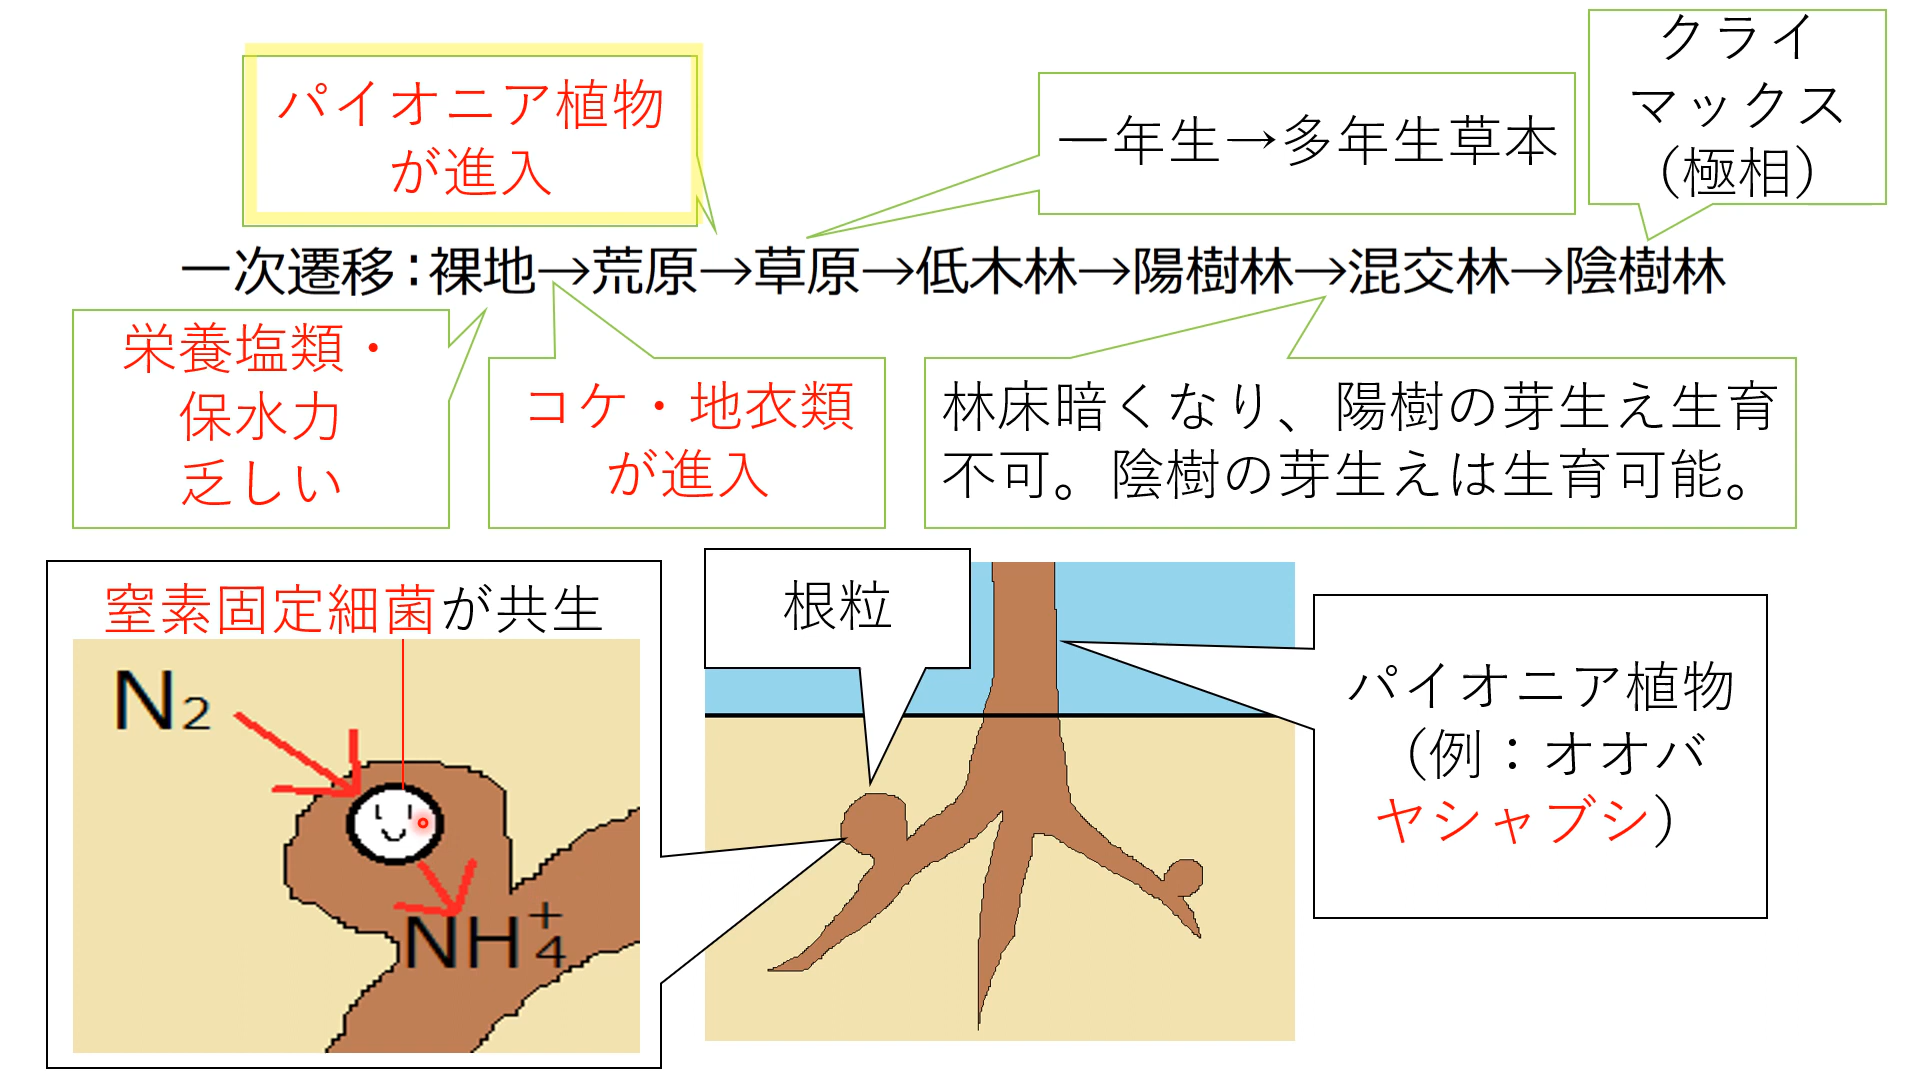 パイオニア植物
が進入
一年生→多年生草本
クライ
マックス
（極相）
一次遷移：裸地→荒原→草原→低木林→陽樹林→混交林→陰樹林
栄養塩類・
保水力
乏しい
コケ・地衣類
が進入
林床暗くなり、陽樹の芽生え生育
不可。陰樹の芽生えは生育可能。
窒素固定細菌が共生
N₂
NH₄⁺
根粒
パイオニア植物
（例：オオバ
ヤシャブシ）